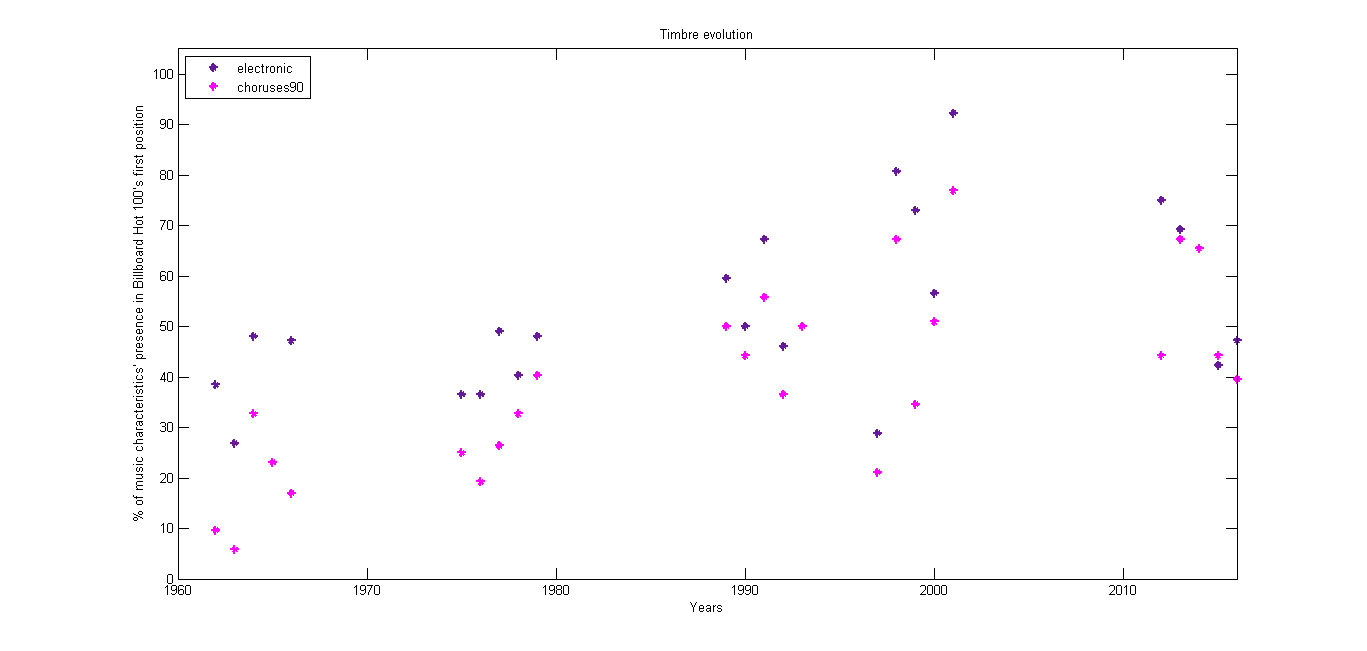 Timbre evolution
electronic
choruses90
% of music characteristics' presence in Billboard Hot 100's first position
100
90
80
70
60
50
40
30
20
10
0
1960 1970 1980 1990 2000 2010
Years